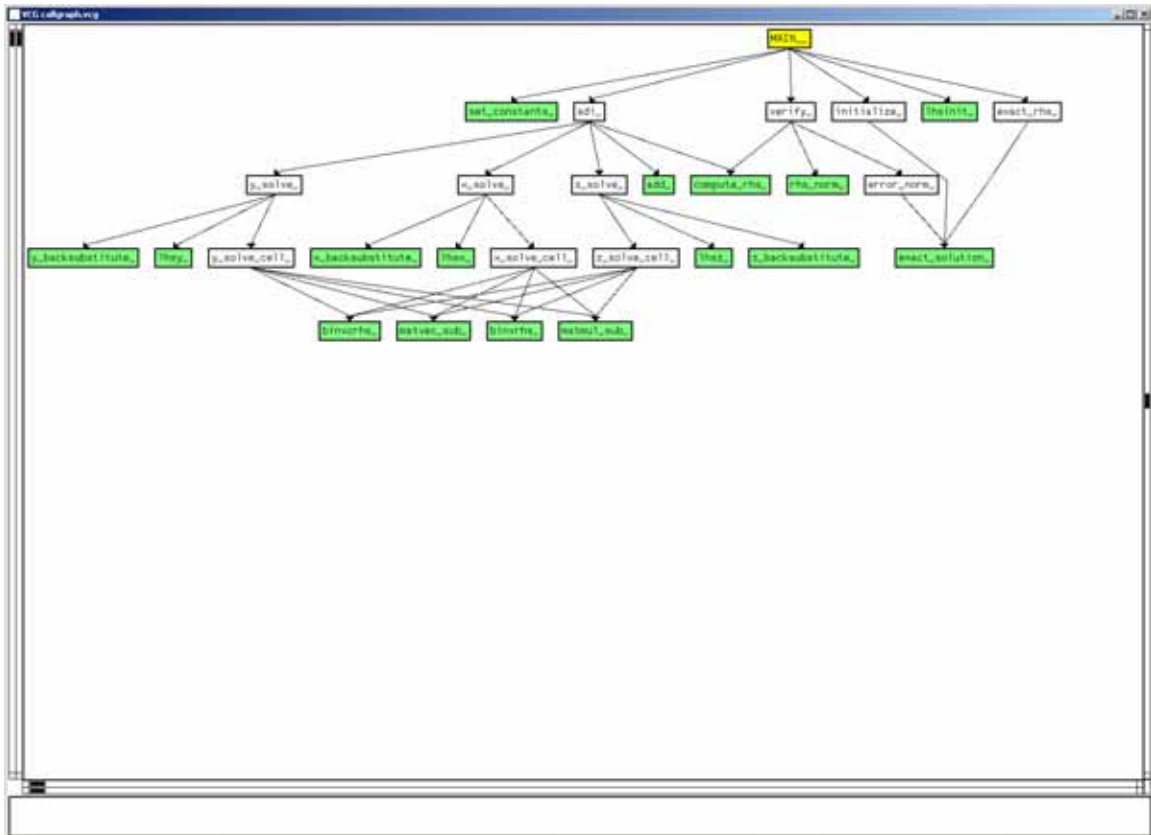 VCG callgraph.vcg
MAIN__
set_constants_
adi_
verify_
initialize_
lhsinit_
exact_rhs_
y_solve_
x_solve_
z_solve_
add_
compute_rhs_
rhs_norm_
error_norm_
y_backsubstitute_
lhsy_
y_solve_cell_
x_backsubstitute_
lhsx_
x_solve_cell_
z_solve_cell_
lhsz_
z_backsubstitute_
exact_solution_
binvcrhs_
matvec_sub_
binvrhs_
matmul_sub_